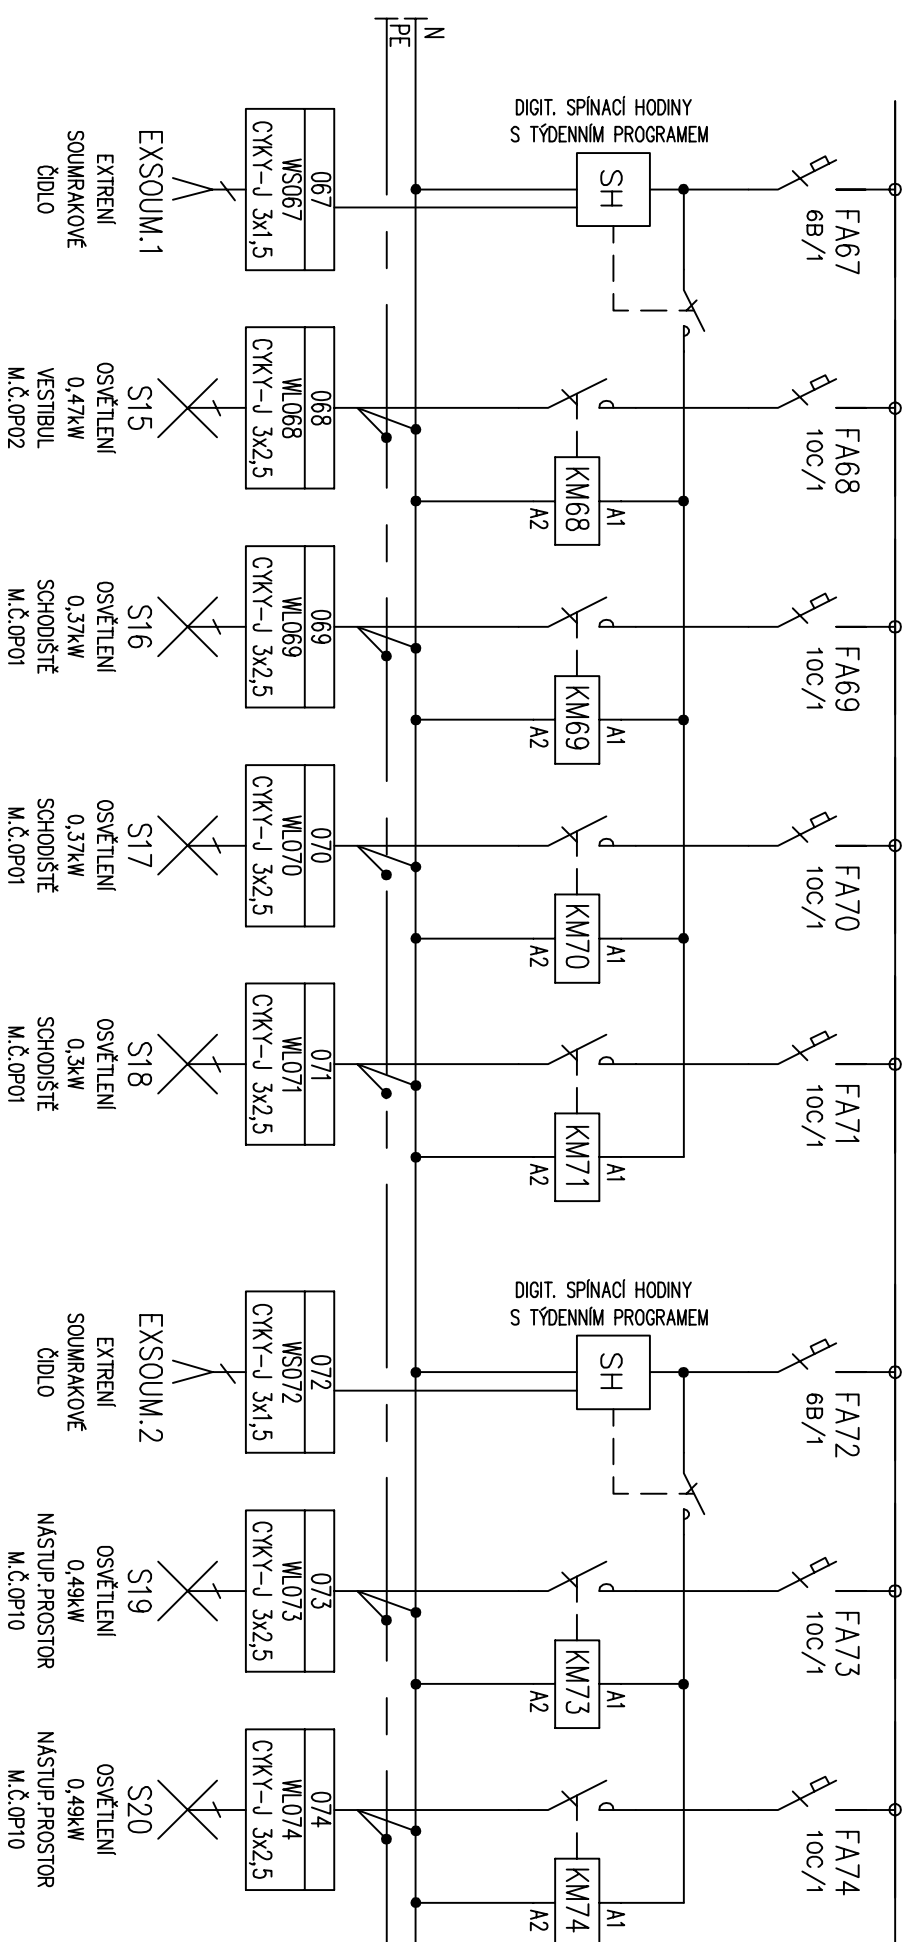 N
PE
FA67
6B/1
DIGIT. SPÍNACÍ HODINY
S TÝDENNÍM PROGRAMEM
SH
067
WS067
CYKY-J 3x1,5
EXSOUM.1
EXTRENÍ
SOUMRAKOVÉ
ČIDLO
FA68
10C/1
A1
KM68
A2
068
WL068
CYKY-J 3x2,5
S15
OSVĚTLENÍ
0,47kW
VESTIBUL
M.Č.OP02
FA69
10C/1
A1
KM69
A2
069
WL069
CYKY-J 3x2,5
S16
OSVĚTLENÍ
0,37kW
SCHODIŠTĚ
M.Č.OP01
FA70
10C/1
A1
KM70
A2
070
WL070
CYKY-J 3x2,5
S17
OSVĚTLENÍ
0,37kW
SCHODIŠTĚ
M.Č.OP01
FA71
10C/1
A1
KM71
A2
071
WL071
CYKY-J 3x2,5
S18
OSVĚTLENÍ
0,3kW
SCHODIŠTĚ
M.Č.OP01
FA72
6B/1
DIGIT. SPÍNACÍ HODINY
S TÝDENNÍM PROGRAMEM
SH
072
WS072
CYKY-J 3x1,5
EXSOUM.2
EXTRENÍ
SOUMRAKOVÉ
ČIDLO
FA73
10C/1
A1
KM73
A2
073
WL073
CYKY-J 3x2,5
S19
OSVĚTLENÍ
0,49kW
NÁSTUP.PROSTOR
M.Č.OP10
FA74
10C/1
A1
KM74
A2
074
WL074
CYKY-J 3x2,5
S20
OSVĚTLENÍ
0,49kW
NÁSTUP.PROSTOR
M.Č.OP10